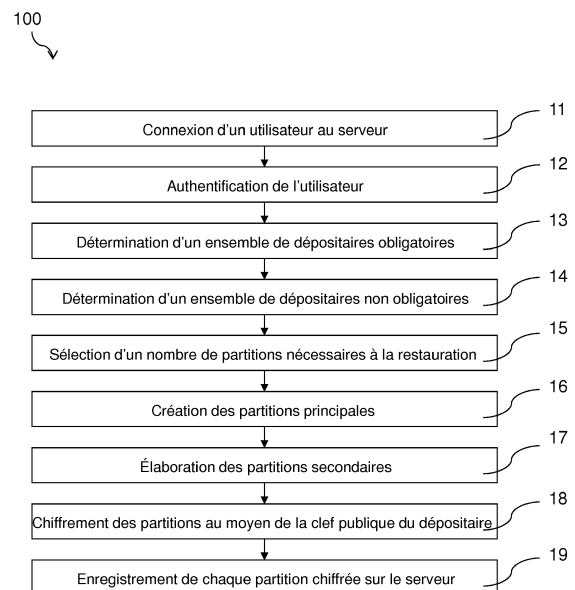 100
Connexion d'un utilisateur au serveur
11
Authentification de l'utilisateur
12
Détermination d'un ensemble de dépositaires obligatoires
13
Détermination d'un ensemble de dépositaires non obligatoires
14
Sélection d'un nombre de partitions nécessaires à la restauration
15
Création des partitions principales
16
Élaboration des partitions secondaires
17
Chiffrement des partitions au moyen de la clef publique du dépositaire
18
Enregistrement de chaque partition chiffrée sur le serveur
19